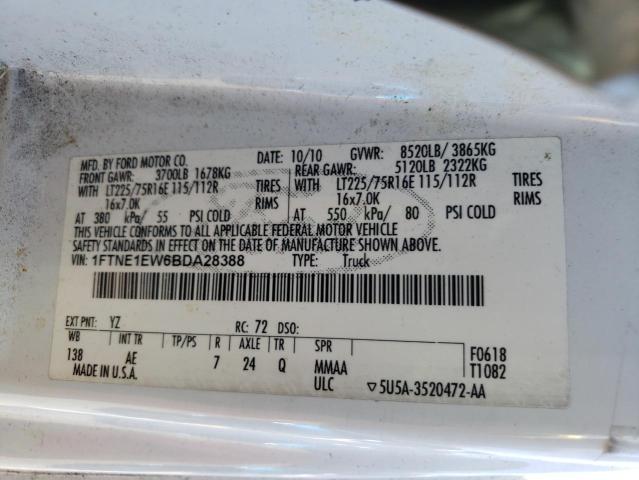 MFD. BY FORD MOTOR CO. DATE: 10/10 GVWR: 8520LB/ 3865KG
FRONT GAWR: 3700LB 1678KG REAR GAWR: 5120LB 2322KG
WITH LT225/75R16E 115/112R TIRES WITH LT225/75R16E 115/112R TIRES
16x7.0K RIMS 16x7.0K RIMS
AT 380 kPa/ 55 PSI COLD AT 550 kPa/ 80 PSI COLD
THIS VEHICLE CONFORMS TO ALL APPLICABLE FEDERAL MOTOR VEHICLE
SAFETY STANDARDS IN EFFECT ON THE DATE OF MANUFACTURE SHOWN ABOVE.
VIN: 1FTNE1EW6BDA28388 TYPE: Truck
EXT PNT: YZ RC: 72 DSO:
WB INT TR TP/PS R AXLE TR SPR F0618
138 AE 7 24 Q MMAA T1082
MADE IN U.S.A. ULC ▽5U5A-3520472-AA